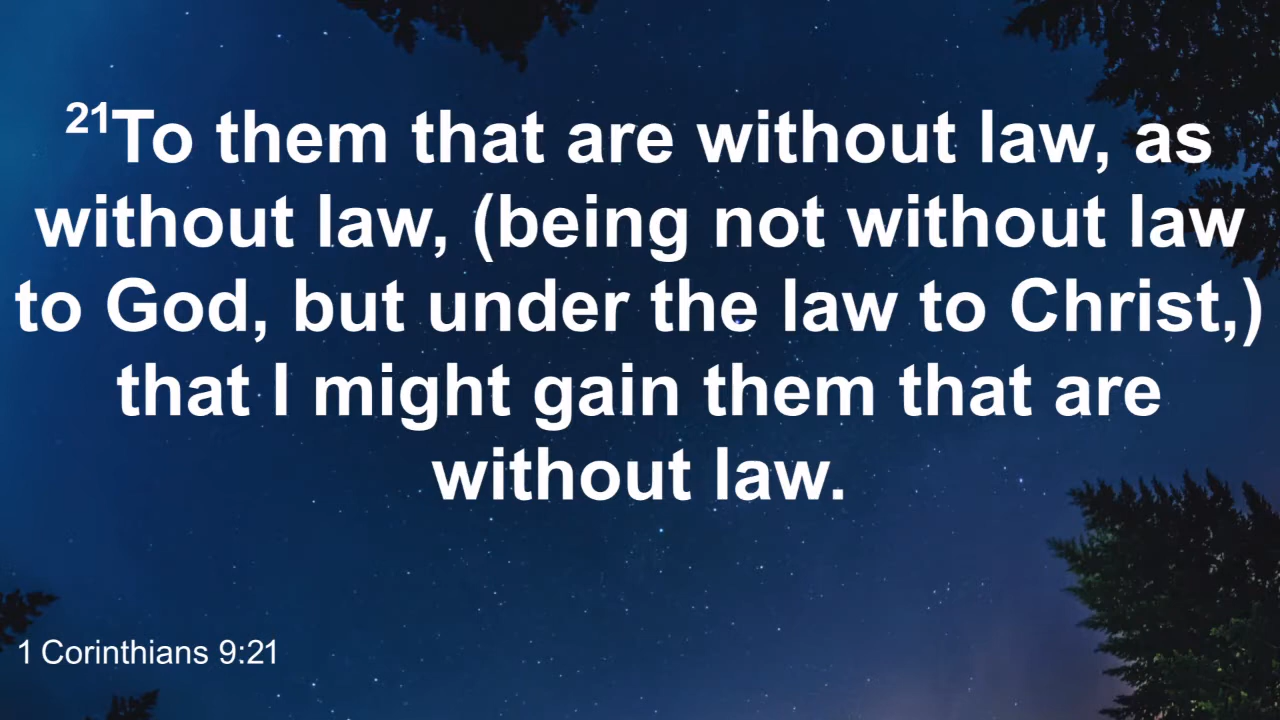 21To them that are without law, as
without law, (being not without law
to God, but under the law to Christ,)
that I might gain them that are
without law.
1 Corinthians 9:21